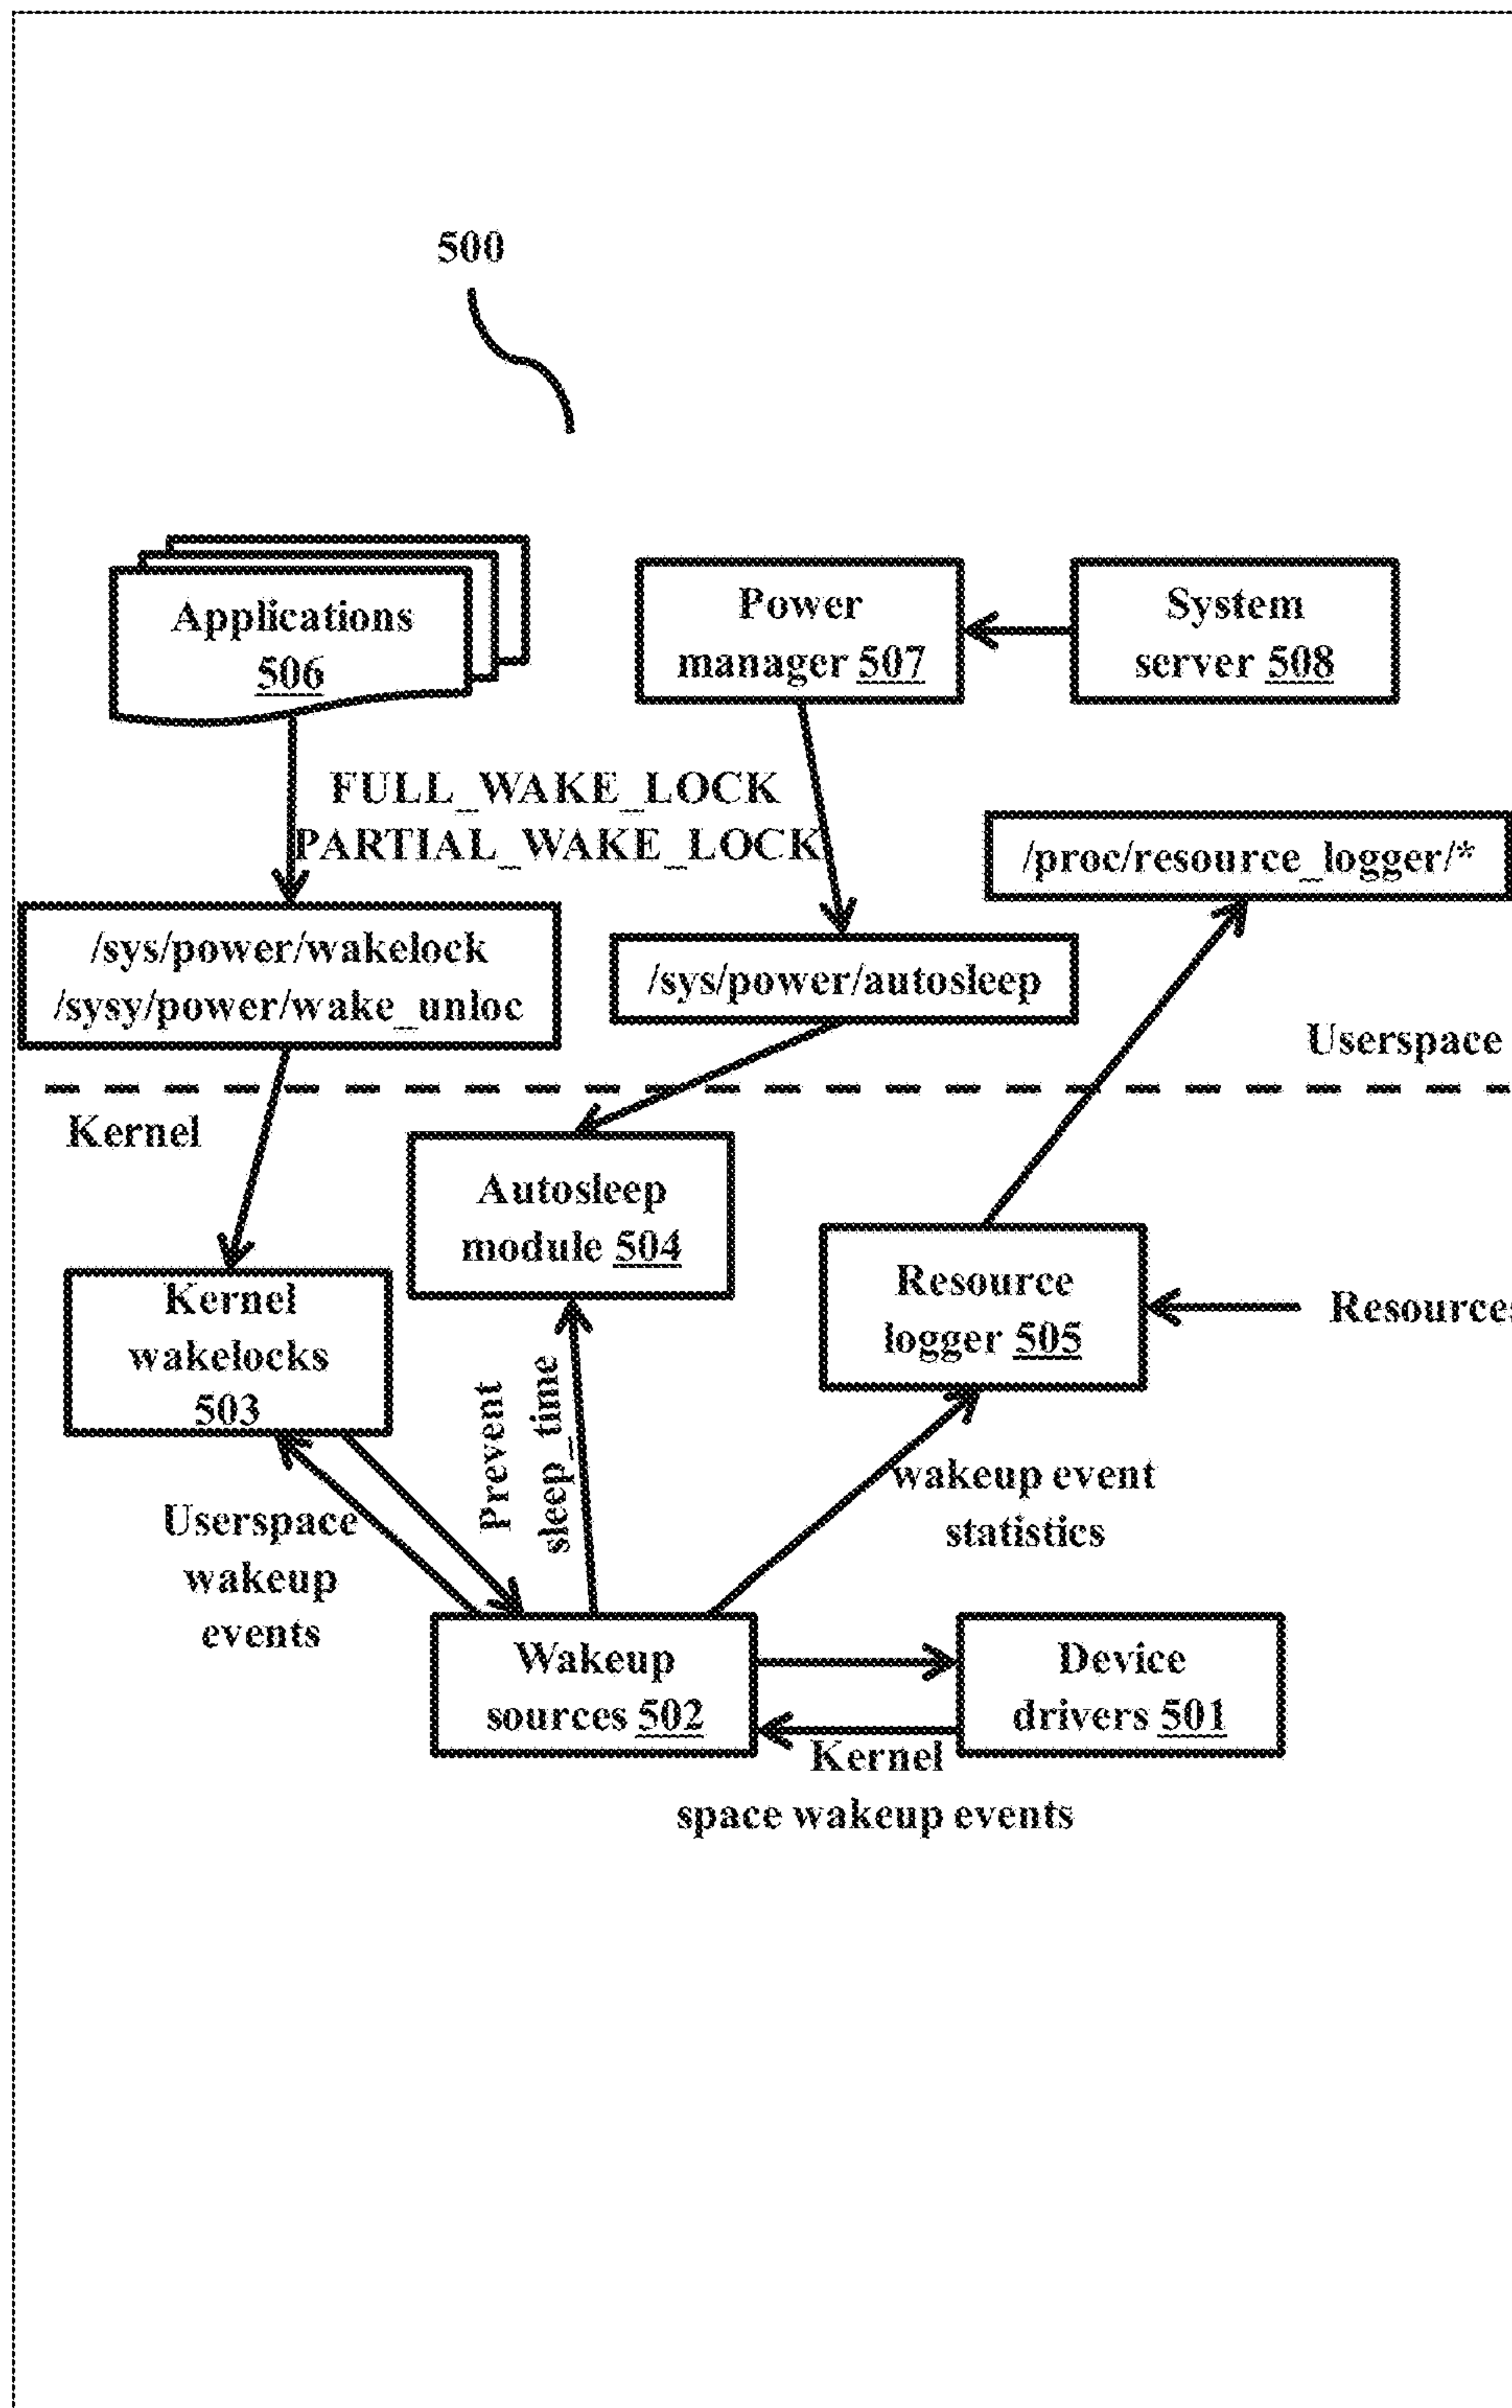 500
Applications
506
Power
manager 507
System
server 508
FULL_WAKE_LOCK
PARTIAL_WAKE_LOCK
/proc/resource_logger/*
/sys/power/wakelock
/sysy/power/wake_unloc
/sys/power/autosleep
Userspace
Kernel
Autosleep
module 504
Kernel
wakelocks
503
Resource
logger 505
Resources
Prevent
sleep_time
wakeup event
statistics
Userspace
wakeup
events
Wakeup
sources 502
Device
drivers 501
Kernel
space wakeup events